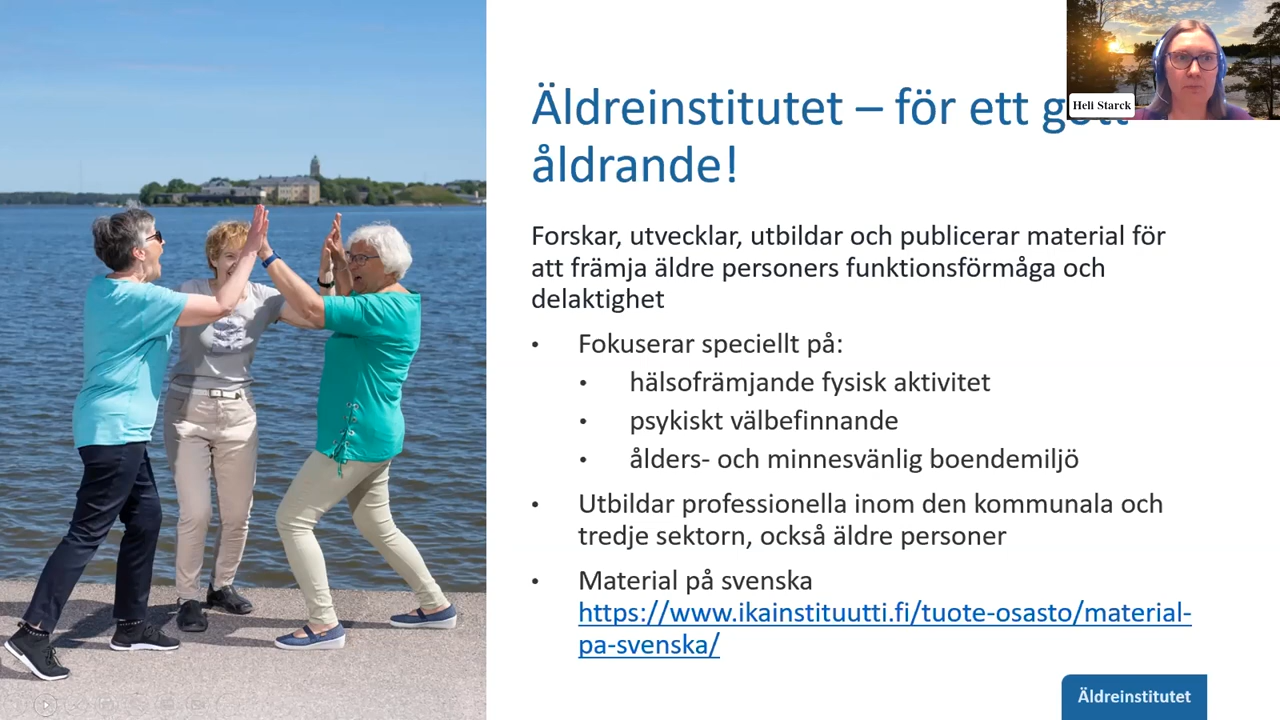 Äldreinstitutet – för ett gott
åldrande!
Heli Starck
Forskar, utvecklar, utbildar och publicerar material för
att främja äldre personers funktionsförmåga och
delaktighet
• Fokuserar speciellt på:
• hälsofrämjande fysisk aktivitet
• psykiskt välbefinnande
• ålders- och minnesvänlig boendemiljö
• Utbildar professionella inom den kommunala och
tredje sektorn, också äldre personer
• Material på svenska
https://www.ikainstituutti.fi/tuote-osasto/material-
pa-svenska/
Äldreinstitutet